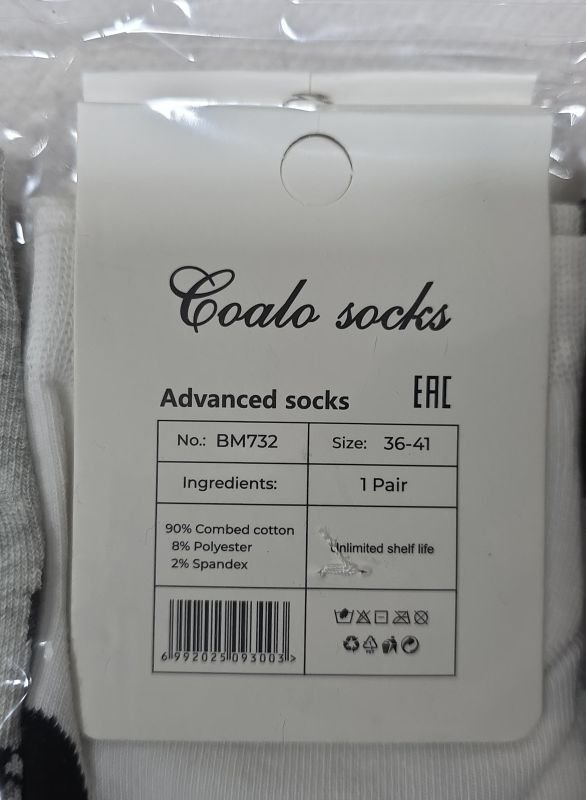 Coalo socks
Advanced socks EAC
No.: BM732 Size: 36-41
Ingredients: 1 Pair
90% Combed cotton
8% Polyester
2% Spandex
Unlimited shelf life
6 992025 093003 >